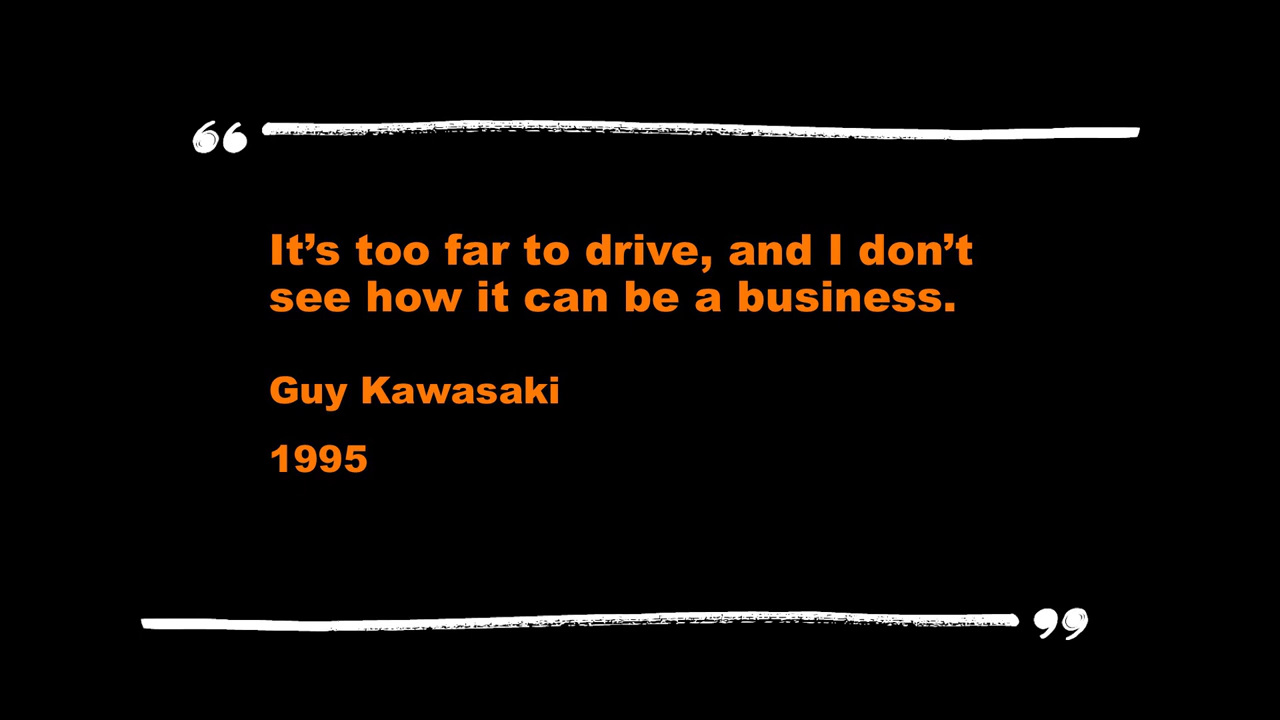 “
It’s too far to drive, and I don’t
see how it can be a business.
Guy Kawasaki
1995
”